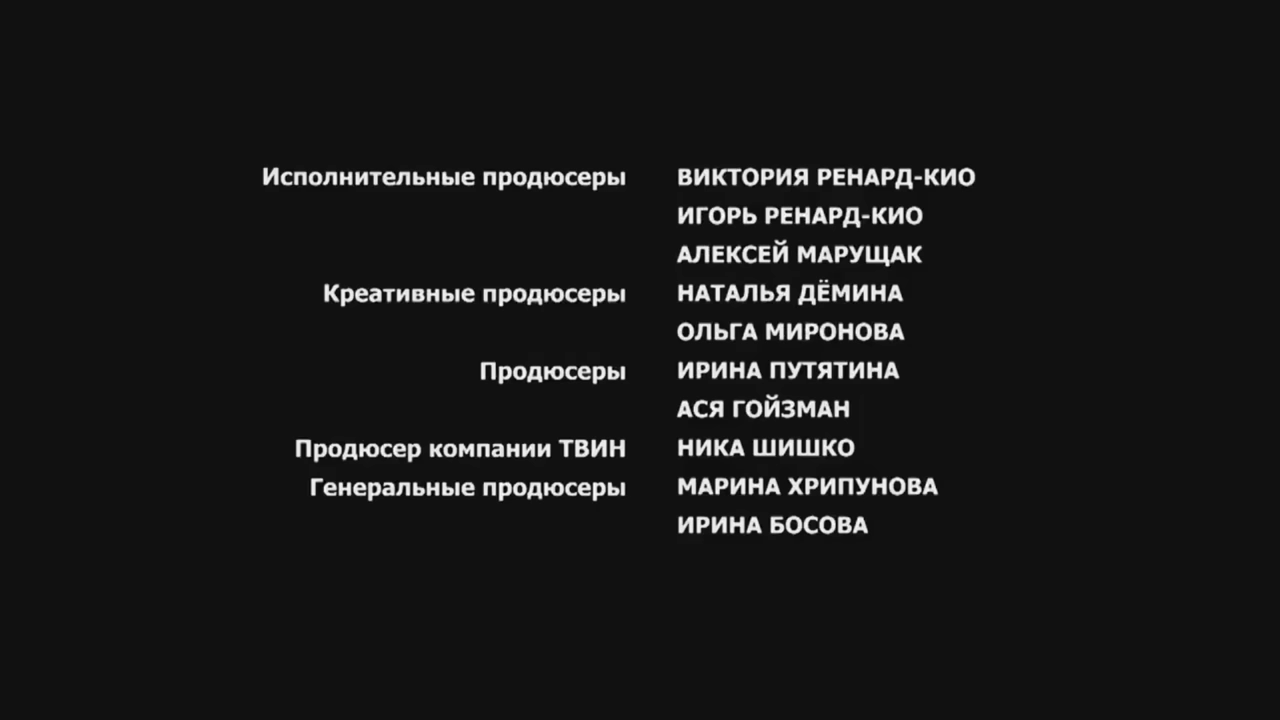 Исполнительные продюсеры ВИКТОРИЯ РЕНАРД-КИО
ИГОРЬ РЕНАРД-КИО
АЛЕКСЕЙ МАРУЩАК
Креативные продюсеры НАТАЛЬЯ ДЁМИНА
ОЛЬГА МИРОНОВА
Продюсеры ИРИНА ПУТЯТИНА
АСЯ ГОЙЗМАН
Продюсер компании ТВИН НИКА ШИШКО
Генеральные продюсеры МАРИНА ХРИПУНОВА
ИРИНА БОСОВА